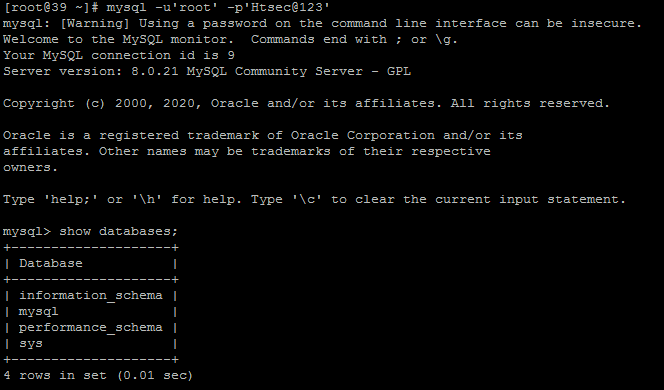 [root@39 ~]# mysql -u'root' -p'Htsec@123'
mysql: [Warning] Using a password on the command line interface can be insecure.
Welcome to the MySQL monitor.  Commands end with ; or \g.
Your MySQL connection id is 9
Server version: 8.0.21 MySQL Community Server - GPL

Copyright (c) 2000, 2020, Oracle and/or its affiliates. All rights reserved.

Oracle is a registered trademark of Oracle Corporation and/or its
affiliates. Other names may be trademarks of their respective
owners.

Type 'help;' or '\h' for help. Type '\c' to clear the current input statement.

mysql> show databases;
+--------------------+
| Database           |
+--------------------+
| information_schema |
| mysql              |
| performance_schema |
| sys                |
+--------------------+
4 rows in set (0.01 sec)